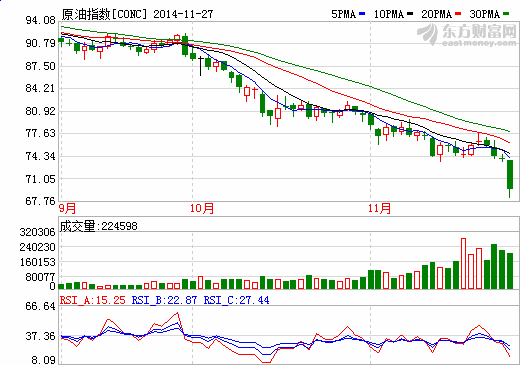 原油指数[CONC] 2014-11-27 5PMA 10PMA 20PMA 30PMA
东方财富网
eastmoney.com
94.08
90.79
87.50
84.21
80.92
77.63
74.34
71.05
67.76
9月 10月 11月
成交量:224598
320306
240230
160153
80077
0
RSI_A:15.25 RSI_B:22.87 RSI_C:27.44
66.64
37.36
8.09